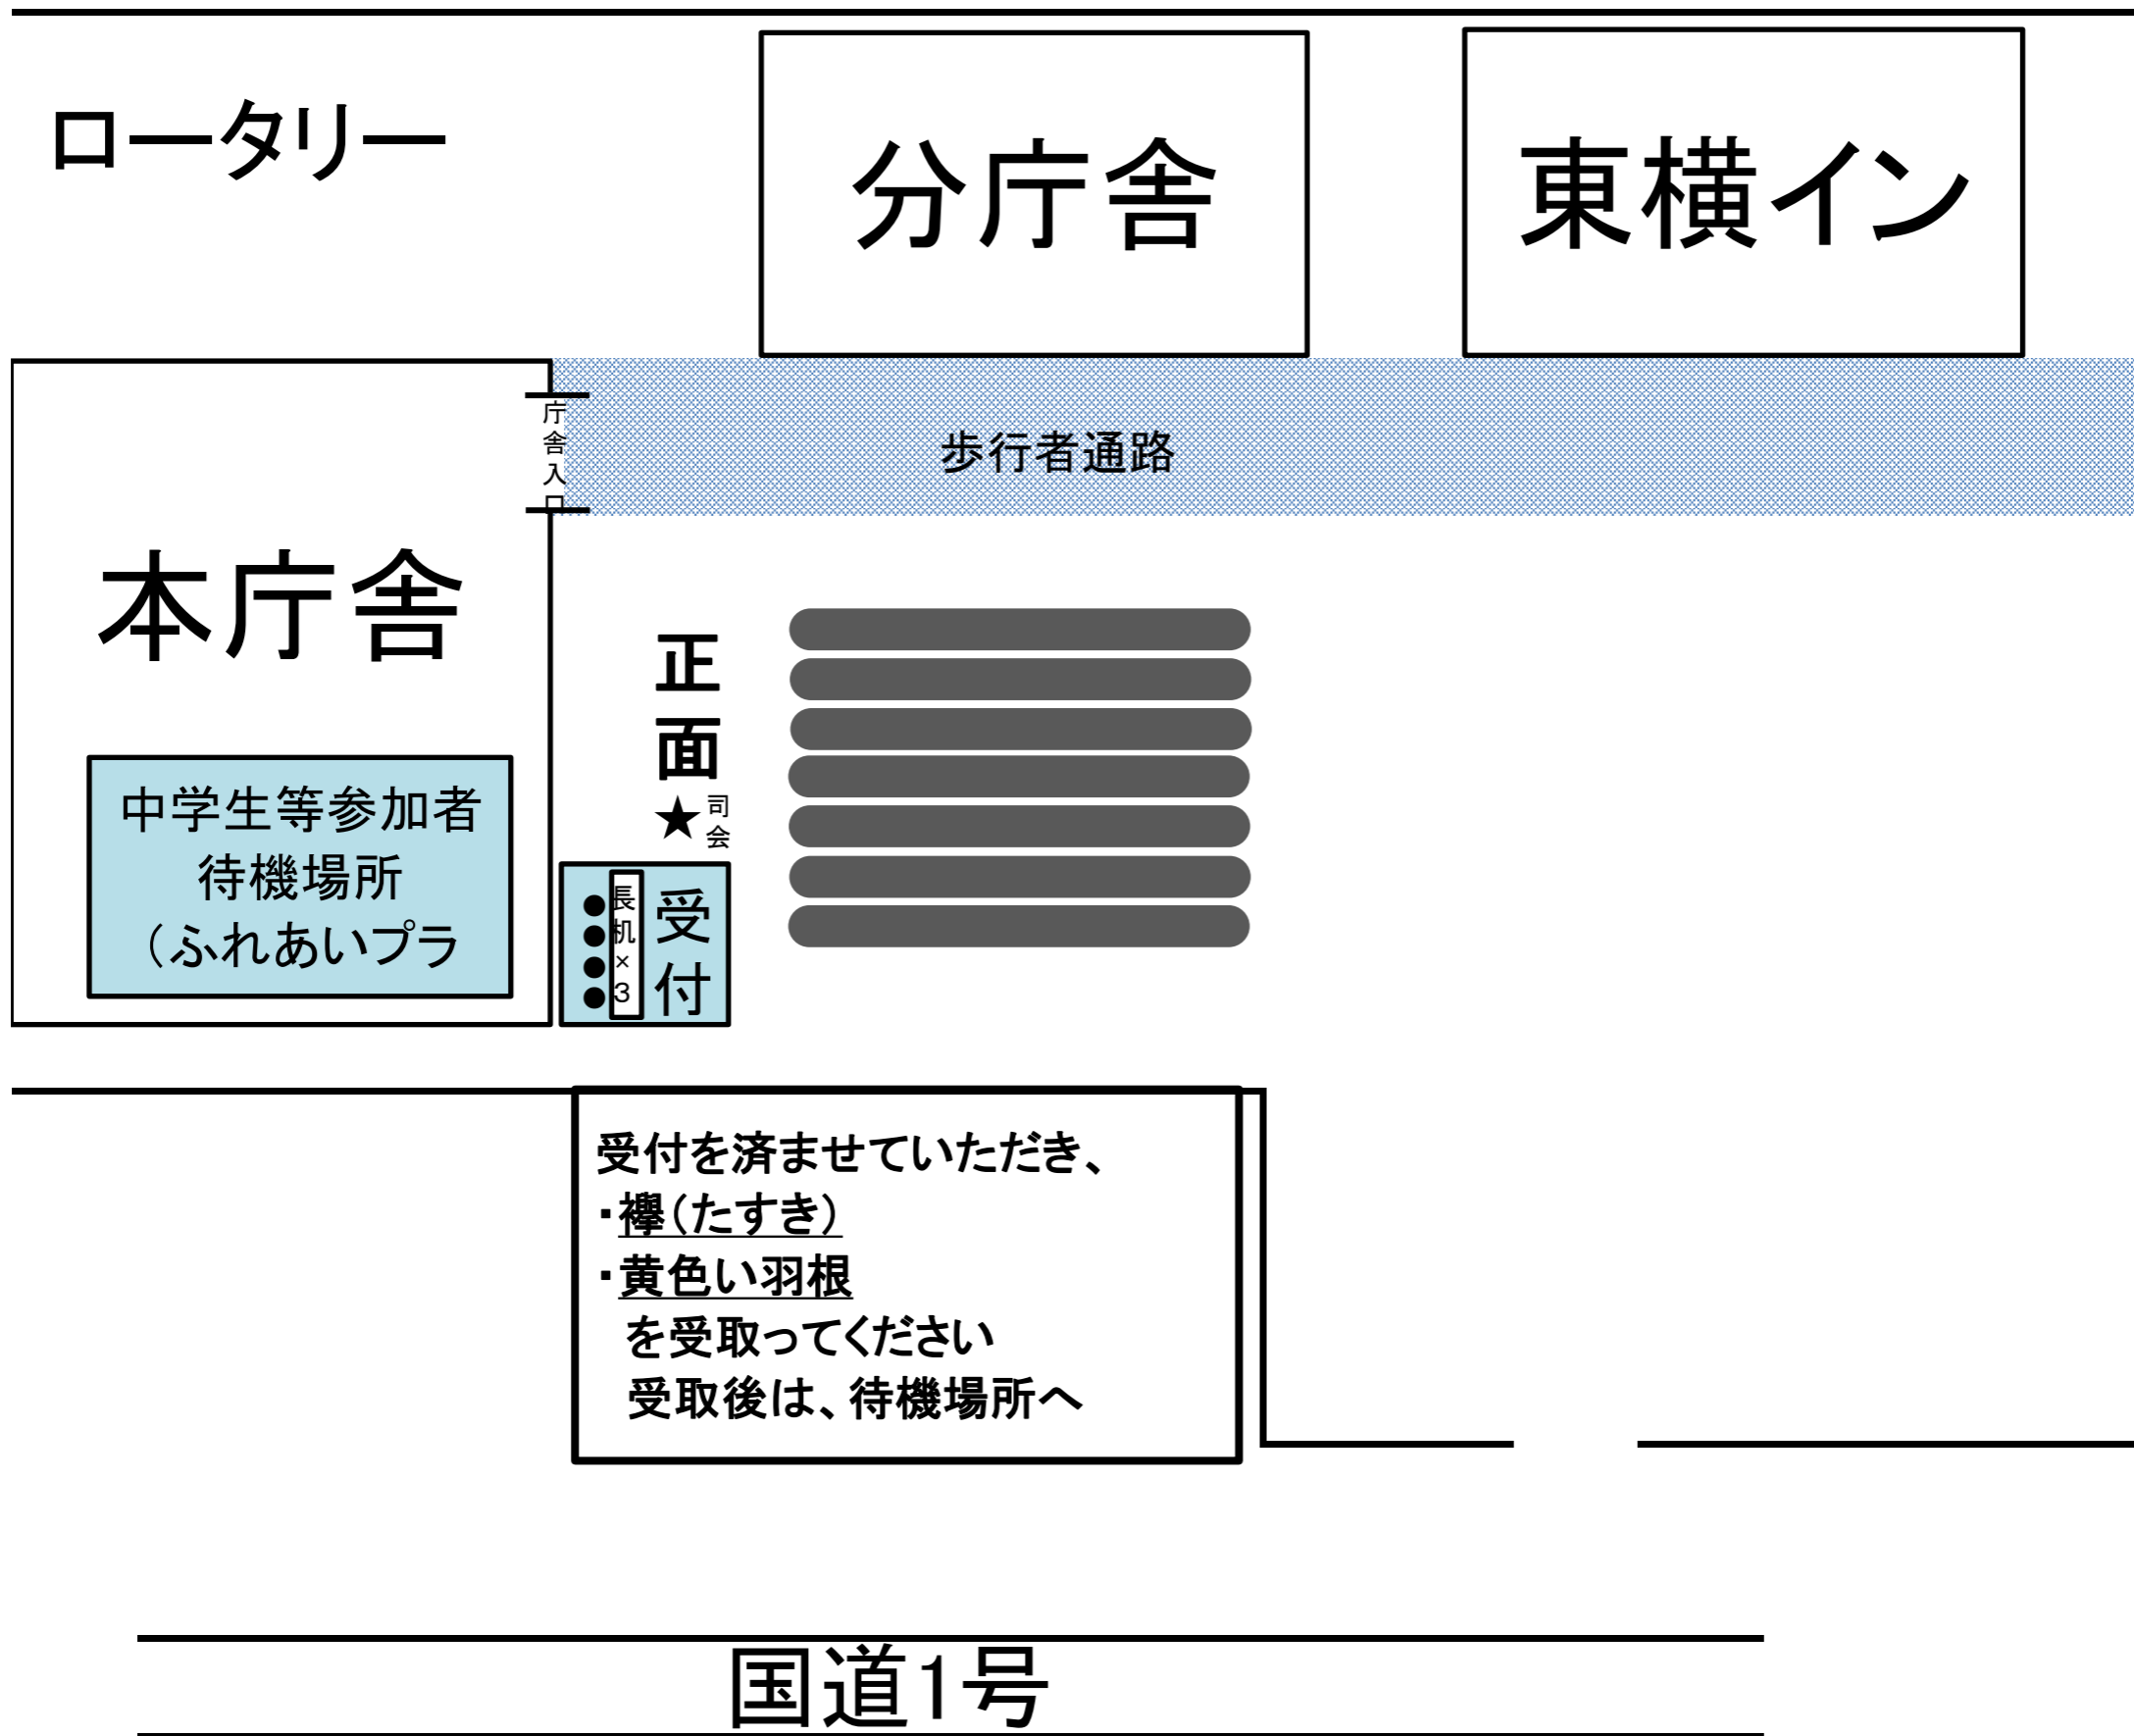 ロータリー
分庁舎
東横イン
庁舎入口
歩行者通路
本庁舎
正面
★
司会
中学生等参加者
待機場所
（ふれあいプラ
長机×3
受付
受付を済ませていただき、
・襷（たすき）
・黄色い羽根
を受取ってください
受取後は、待機場所へ
国道1号